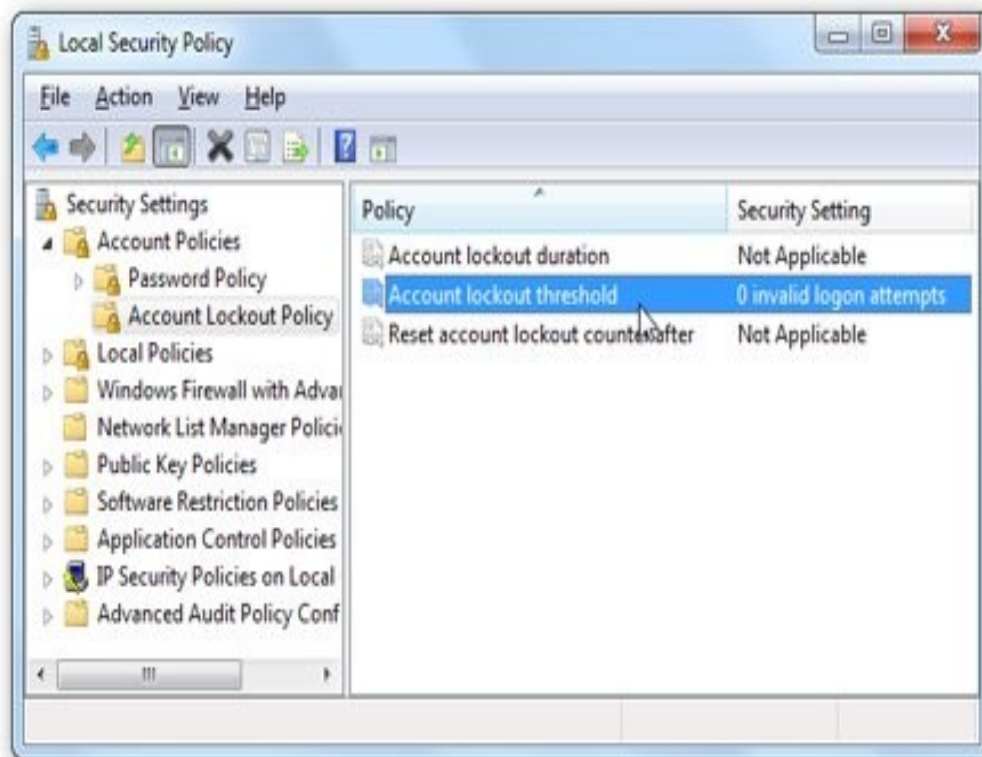 Local Security Policy
File Action View Help
Security Settings
Account Policies
Password Policy
Account Lockout Policy
Local Policies
Windows Firewall with Advai
Network List Manager Polici
Public Key Policies
Software Restriction Policies
Application Control Policies
IP Security Policies on Local
Advanced Audit Policy Conf
Policy Security Setting
Account lockout duration Not Applicable
Account lockout threshold 0 invalid logon attempts
Reset account lockout counter after Not Applicable